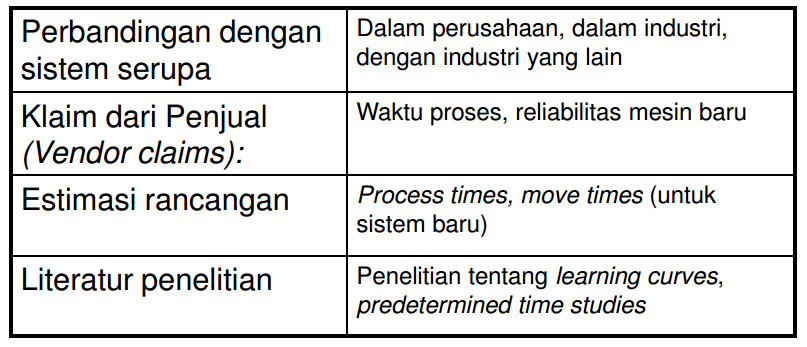 Perbandingan dengan
sistem serupa
Dalam perusahaan, dalam industri,
dengan industri yang lain
Klaim dari Penjual
(Vendor claims):
Waktu proses, reliabilitas mesin baru
Estimasi rancangan
Process times, move times (untuk
sistem baru)
Literatur penelitian
Penelitian tentang learning curves,
predetermined time studies